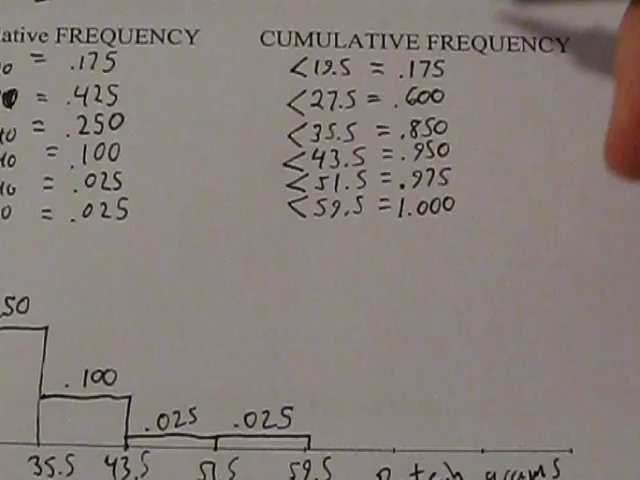 ative FREQUENCY CUMULATIVE FREQUENCY
= .175 <19.5 = .175
= .425 <27.5 = .600
= .250 <35.5 = .850
= .100 <43.5 = .950
= .025 <51.5 = .975
= .025 <59.5 = 1.000
50
.100
.025 .025
35.5 43.5 51.5 59.5 grams